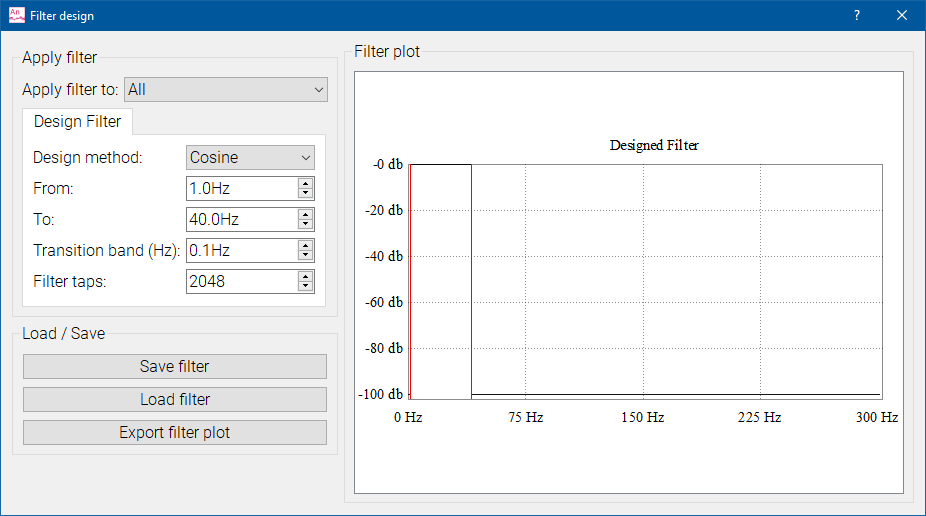 An
Filter design
?
Apply filter
Apply filter to: All
Design Filter
Design method: Cosine
From: 1.0Hz
To: 40.0Hz
Transition band (Hz): 0.1Hz
Filter taps: 2048
Load / Save
Save filter
Load filter
Export filter plot
Filter plot
Designed Filter
-0 db
-20 db
-40 db
-60 db
-80 db
-100 db
0 Hz 75 Hz 150 Hz 225 Hz 300 Hz